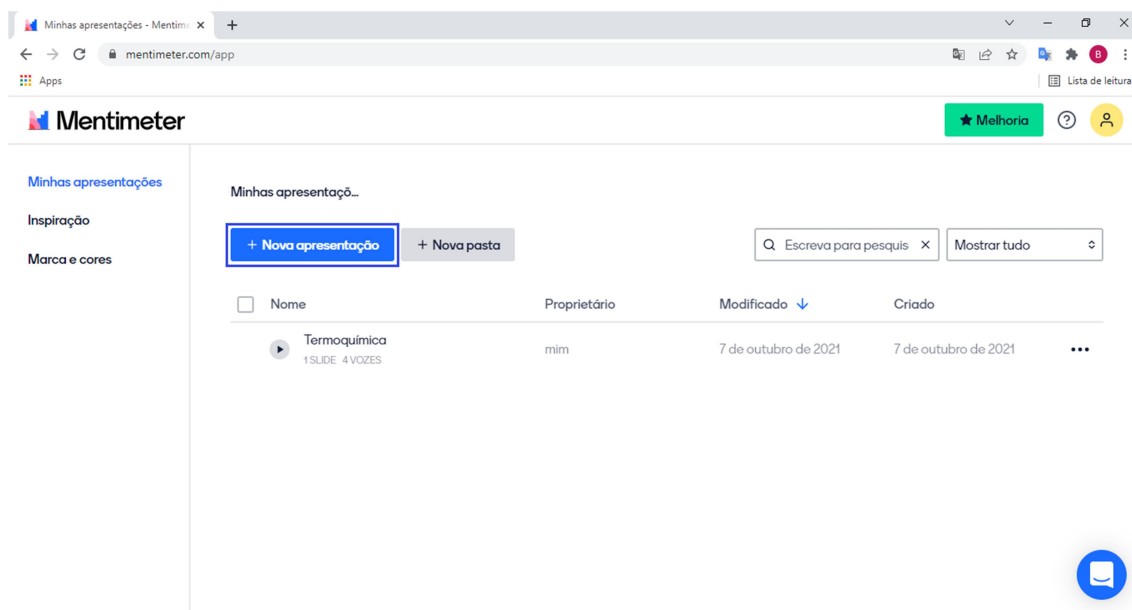 Minhas apresentações - Mentim
mentimeter.com/app
B
Apps
Lista de leitura
Mentimeter
Melhoria
Minhas apresentações
Inspiração
Marca e cores
Minhas apresentaçõ...
+ Nova apresentação
+ Nova pasta
Escreva para pesquis
Mostrar tudo
Nome Proprietário Modificado Criado
Termoquímica
1 SLIDE 4 VOZES
mim 7 de outubro de 2021 7 de outubro de 2021